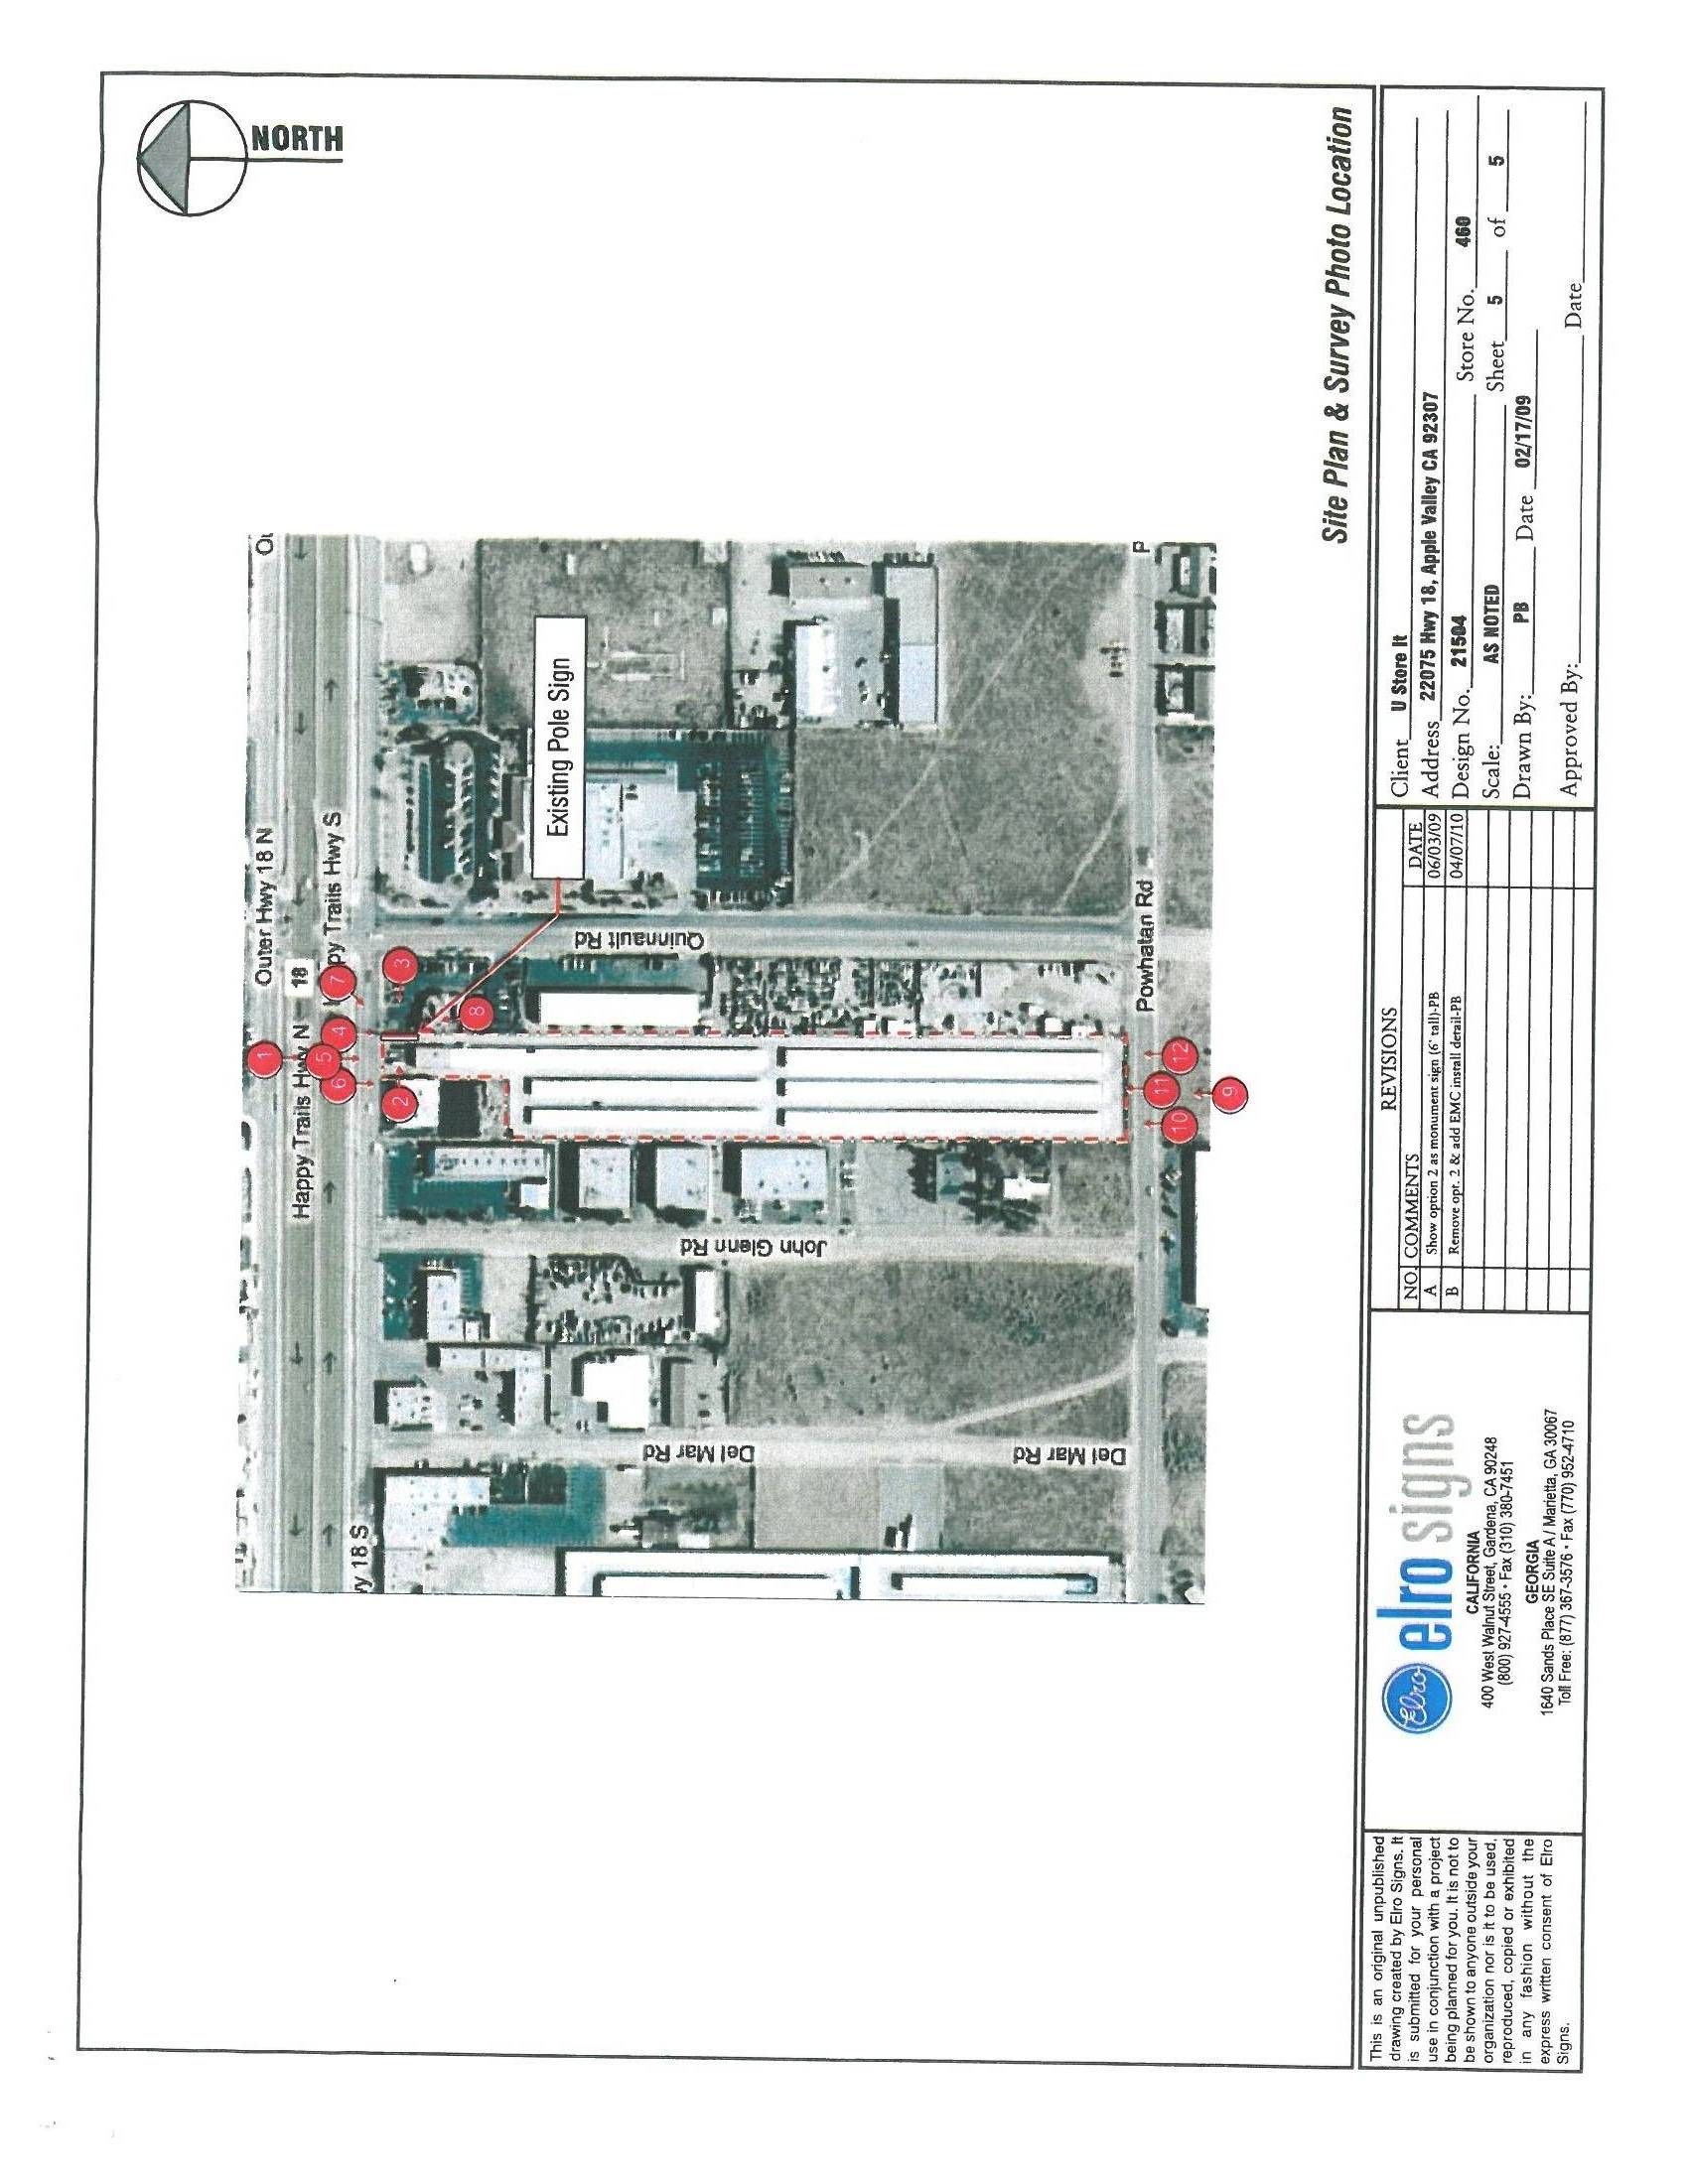 NORTH
Outer Hwy 18 N
Ou
Happy Trails Hwy N
18
py Trails Hwy S
vy 18 S
1
7
4
5
6
3
2
8
Existing Pole Sign
Quinnault Rd
John Glenn Rd
Del Mar Rd
Del Mar Rd
Powhatan Rd
P
10
11
12
9
Site Plan & Survey Photo Location
This is an original unpublished
drawing created by Elro Signs. It
is submitted for your personal
use in conjunction with a project
being planned for you. It is not to
be shown to anyone outside your
organization nor is it to be used,
reproduced, copied or exhibited
in any fashion without the
express written consent of Elro
Signs.
Elro elro signs
CALIFORNIA
400 West Walnut Street, Gardena, CA 90248
(800) 927-4555 • Fax (310) 380-7451
GEORGIA
1640 Sands Place SE Suite A / Marietta, GA 30067
Toll Free: (877) 367-3576 • Fax (770) 952-4710
REVISIONS
NO. COMMENTS DATE
A Show option 2 as monument sign (6' tall)-PB 06/03/09
B Remove opt. 2 & add EMC install detail-PB 04/07/10
Client U Store It
Address 22075 Hwy 18, Apple Valley CA 92307
Design No. 21504 Store No. 460
Scale: AS NOTED Sheet 5 of 5
Drawn By: PB Date 02/17/09
Approved By: Date